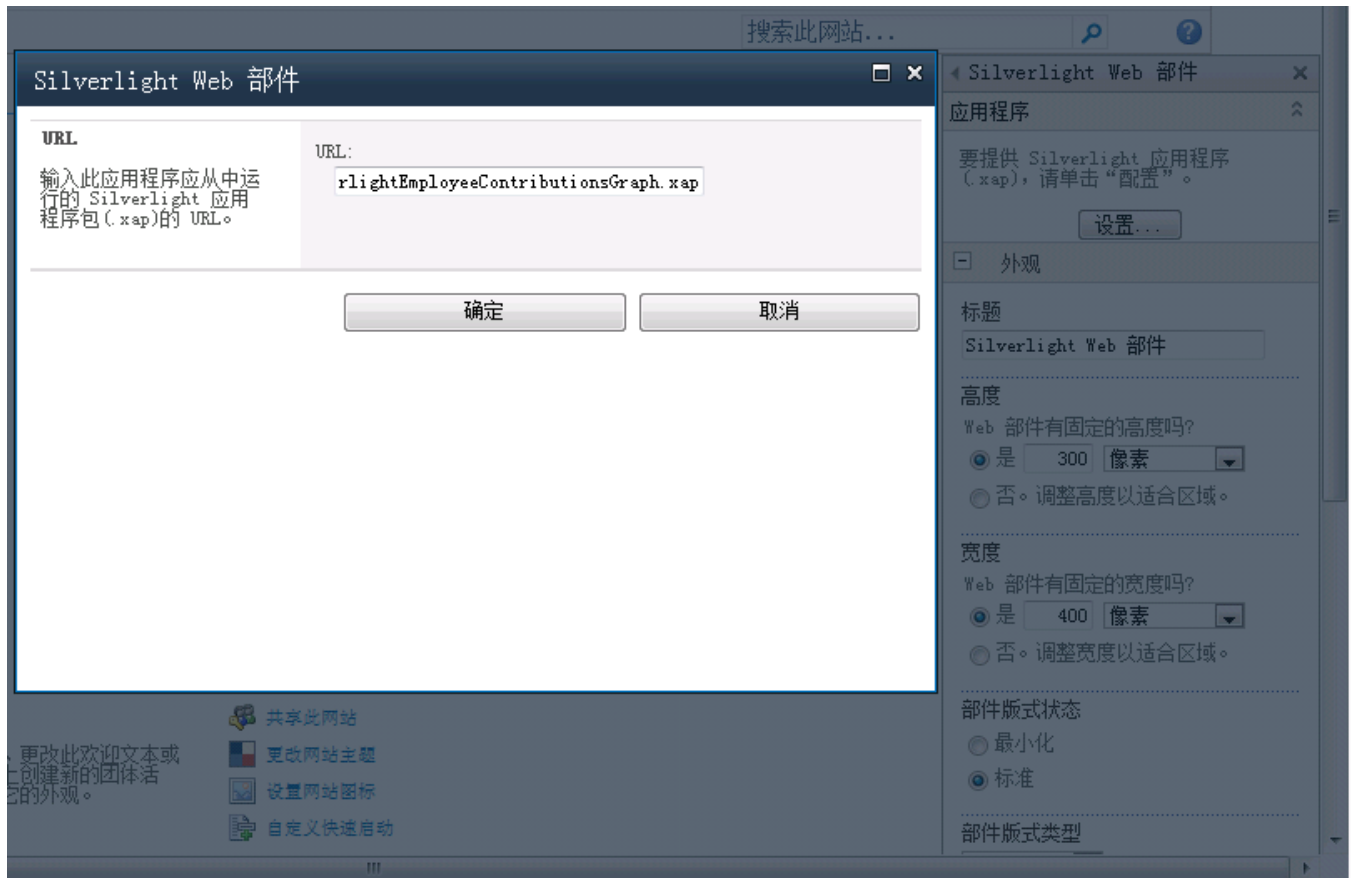 搜索此网站...
Silverlight Web 部件
URL
输入此应用程序应从中运
行的 Silverlight 应用
程序包(.xap)的 URL。
URL:
rlightEmployeeContributionsGraph.xap
确定
取消
Silverlight Web 部件
应用程序
要提供 Silverlight 应用程序
(.xap)，请单击“配置”。
设置...
外观
标题
Silverlight Web 部件
高度
Web 部件有固定的高度吗?
是 300 像素
否。调整高度以适合区域。
宽度
Web 部件有固定的宽度吗?
是 400 像素
否。调整宽度以适合区域。
部件版式状态
最小化
标准
部件版式类型
共享此网站
更改网站主题
设置网站图标
自定义快速启动
更改此欢迎文本或
上创建新的团体活
的外观。